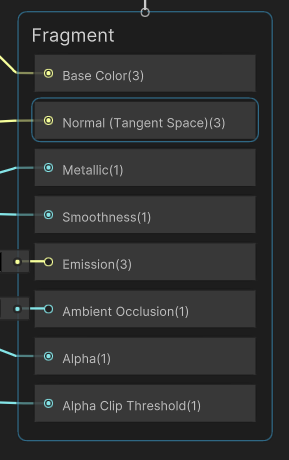 Fragment
Base Color(3)
Normal (Tangent Space)(3)
Metallic(1)
Smoothness(1)
Emission(3)
Ambient Occlusion(1)
Alpha(1)
Alpha Clip Threshold(1)